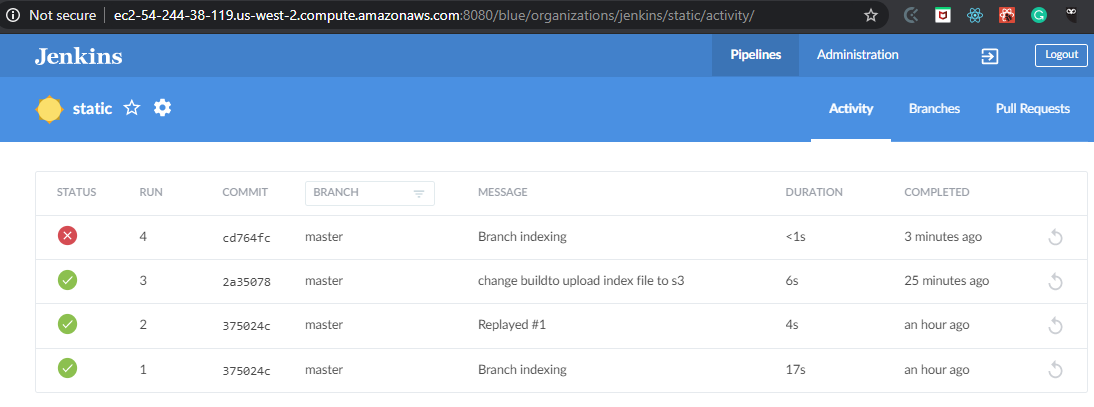 Not secure ec2-54-244-38-119.us-west-2.compute.amazonaws.com:8080/blue/organizations/jenkins/static/activity/
Jenkins Pipelines Administration Logout
static Activity Branches Pull Requests
STATUS RUN COMMIT BRANCH MESSAGE DURATION COMPLETED
4 cd764fc master Branch indexing <1s 3 minutes ago
3 2a35078 master change buildto upload index file to s3 6s 25 minutes ago
2 375024c master Replayed #1 4s an hour ago
1 375024c master Branch indexing 17s an hour ago